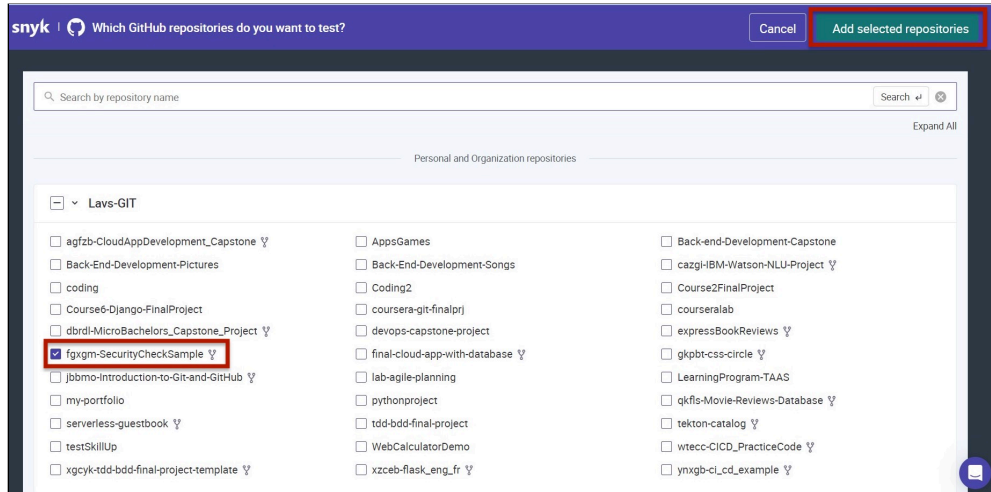 snyk Which GitHub repositories do you want to test? Cancel Add selected repositories
Search by repository name Search ↵
Expand All
Personal and Organization repositories
Lavs-GIT
agfzb-CloudAppDevelopment_Capstone AppsGames Back-end-Development-Capstone
Back-End-Development-Pictures Back-End-Development-Songs cazgi-IBM-Watson-NLU-Project
coding Coding2 Course2FinalProject
Course6-Django-FinalProject coursera-git-finalprj courseralab
dbrdl-MicroBachelors_Capstone_Project devops-capstone-project expressBookReviews
fgxgm-SecurityCheckSample final-cloud-app-with-database gkpbt-css-circle
jbbmo-Introduction-to-Git-and-GitHub lab-agile-planning LearningProgram-TAAS
my-portfolio pythonproject qkfls-Movie-Reviews-Database
serverless-guestbook tdd-bdd-final-project tekton-catalog
testSkillUp WebCalculatorDemo wtecc-CICD_PracticeCode
xgcyk-tdd-bdd-final-project-template xzceb-flask_eng_fr ynxgb-ci_cd_example